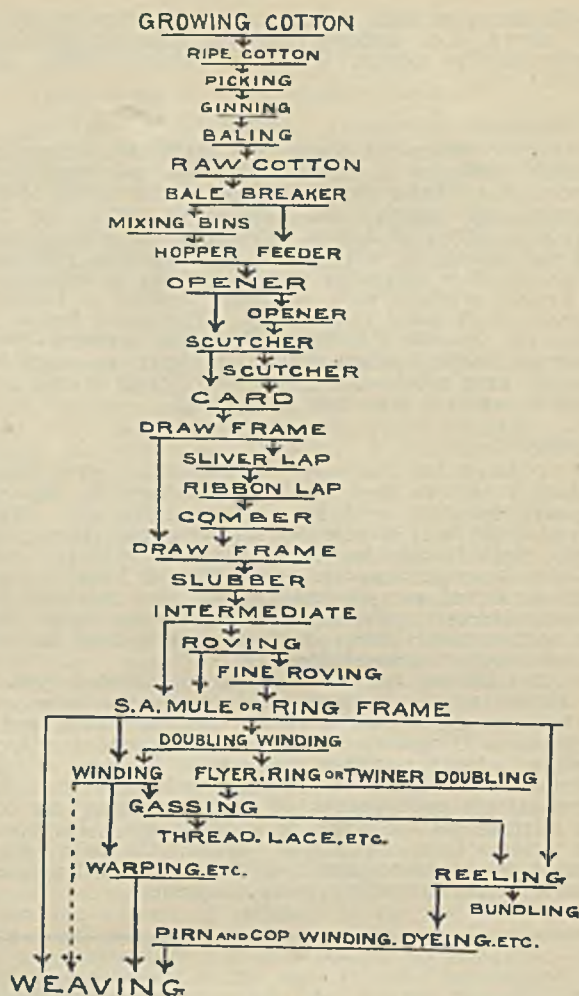 GROWING COTTON
RIPE COTTON
PICKING
GINNING
BALING
RAW COTTON
BALE BREAKER
MIXING BINS
HOPPER FEEDER
OPENER
OPENER
SCUTCHER
SCUTCHER
CARD
DRAW FRAME
SLIVER LAP
RIBBON LAP
COMBER
DRAW FRAME
SLUBBER
INTERMEDIATE
ROVING
FINE ROVING
S.A. MULE OR RING FRAME
DOUBLING WINDING
WINDING FLYER, RING OR TWINER DOUBLING
GASSING
THREAD. LACE. ETC.
WARPING. ETC. REELING
BUNDLING
PIRN AND COP WINDING. DYEING. ETC.
WEAVING